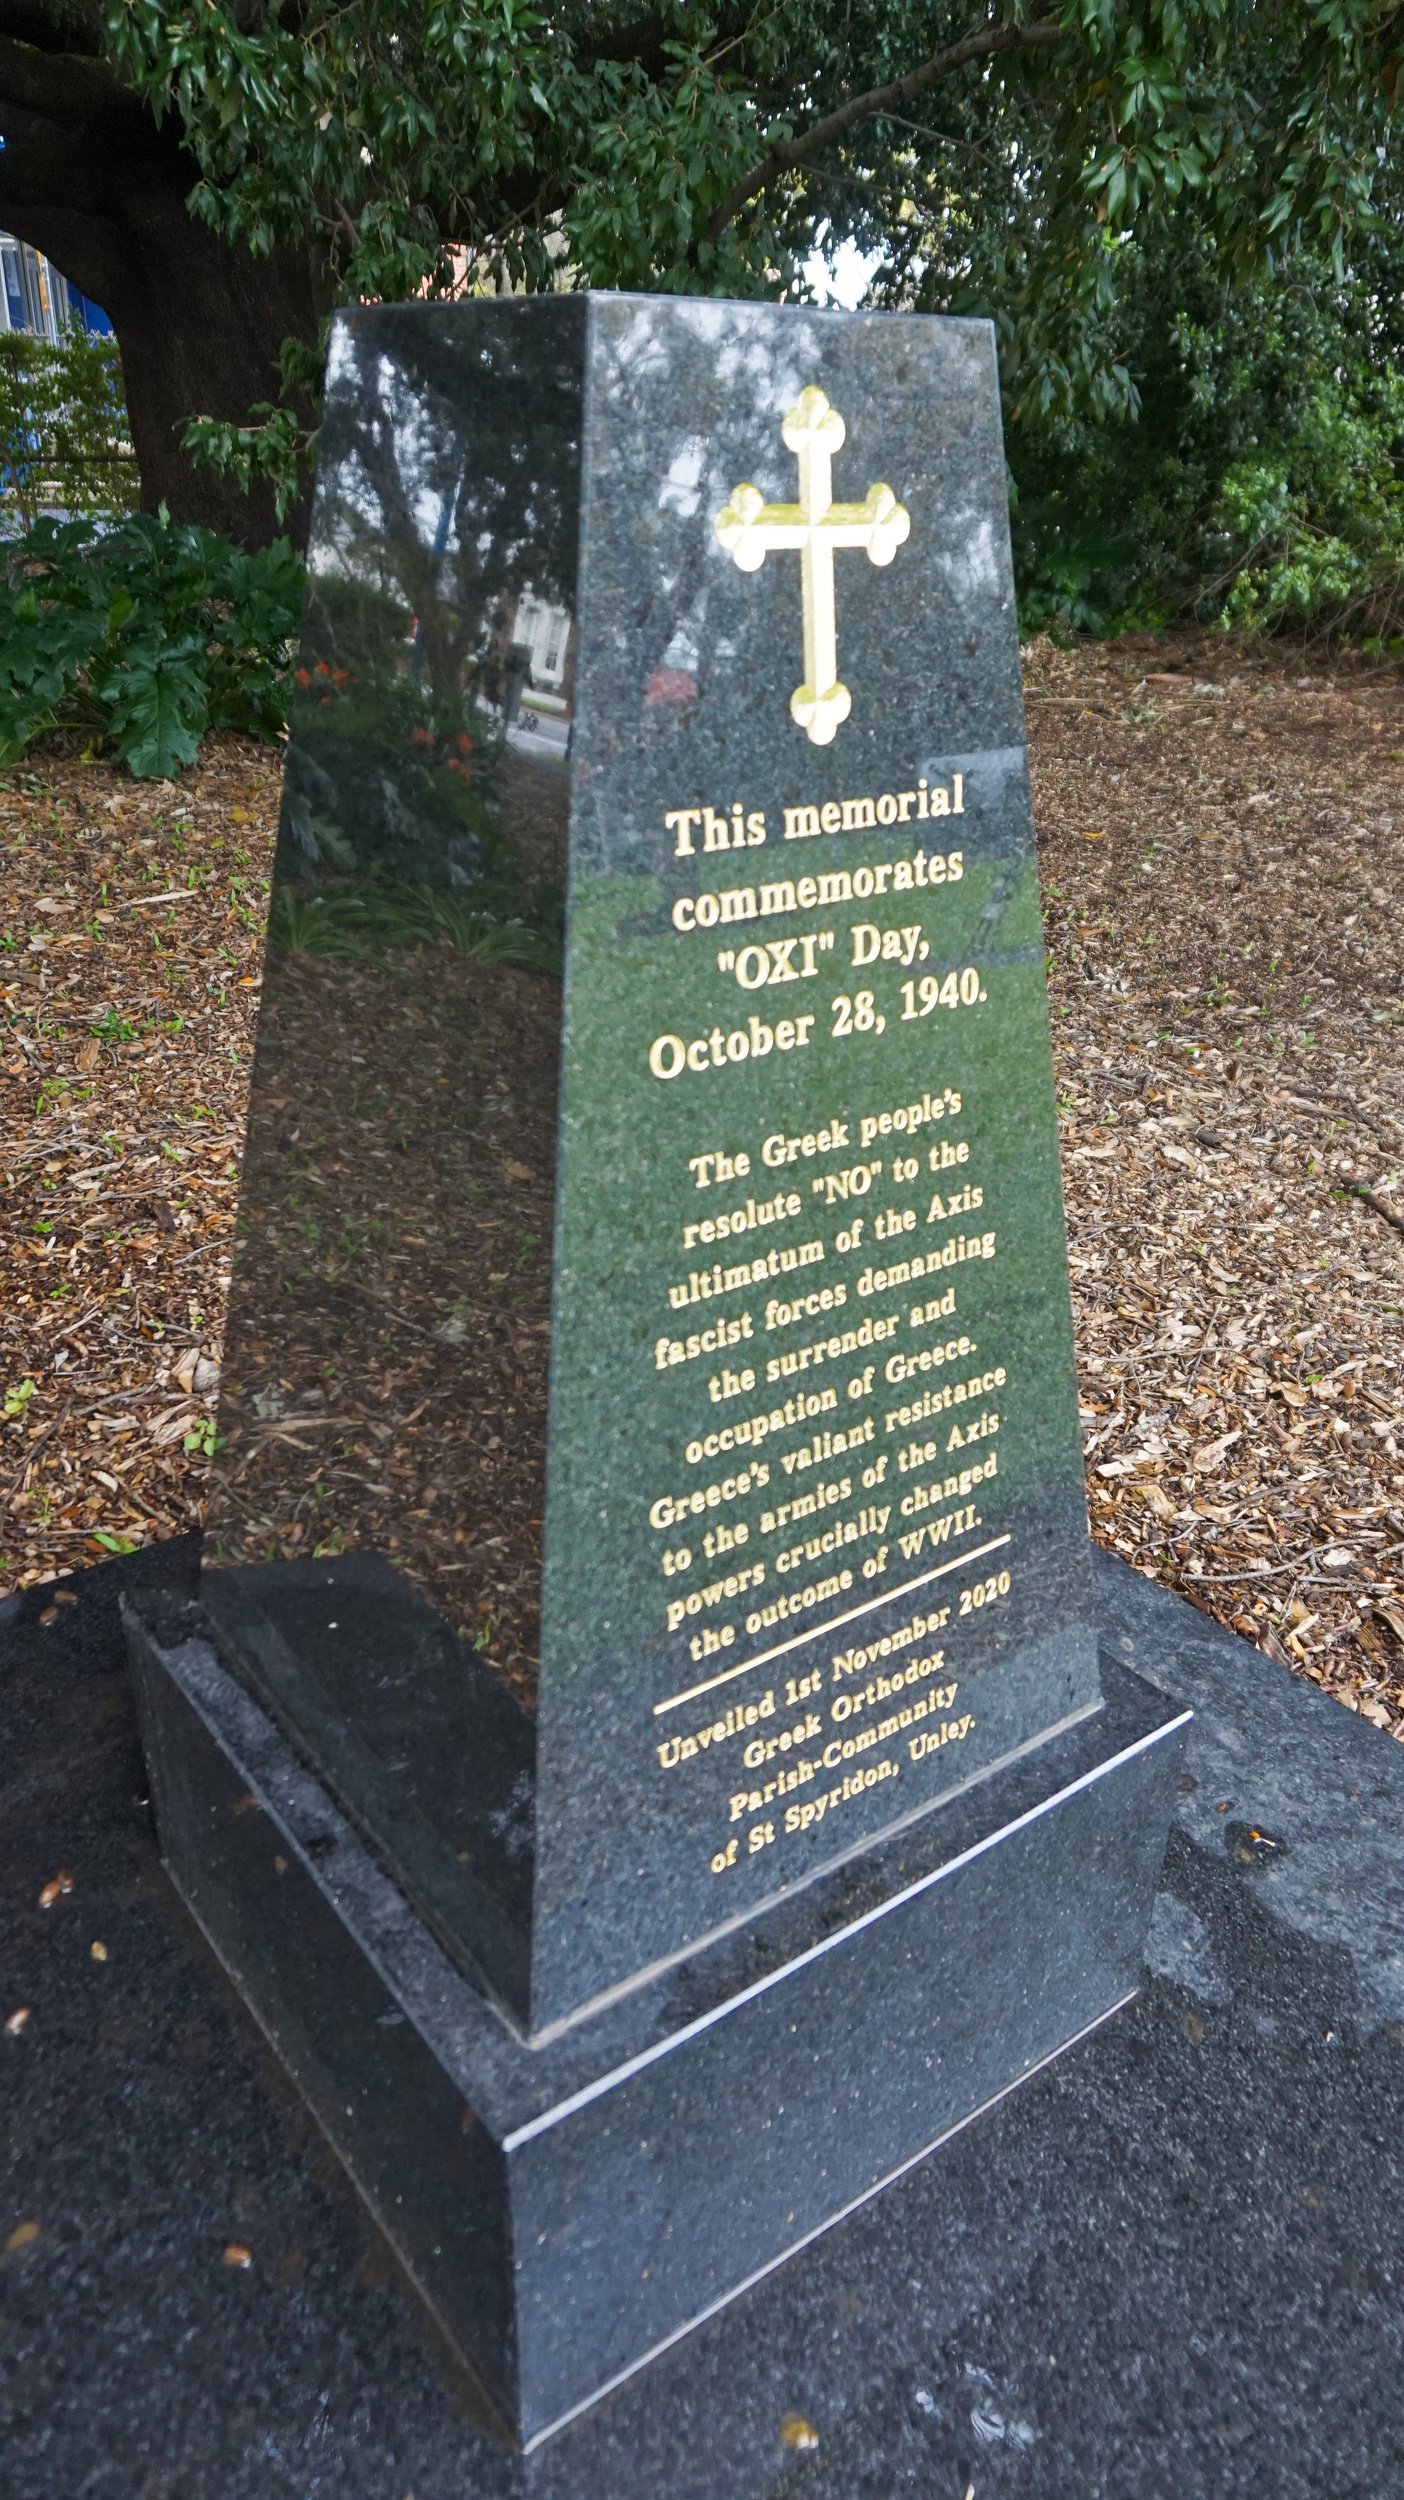 This memorial
commemorates
"OXI" Day,
October 28, 1940.
The Greek people's
resolute "NO" to the
ultimatum of the Axis
fascist forces demanding
the surrender and
occupation of Greece.
Greece's valiant resistance
to the armies of the Axis
powers crucially changed
the outcome of WWII.
Unveiled 1st November 2020
Greek Orthodox
Parish-Community
of St Spyridon, Unley.